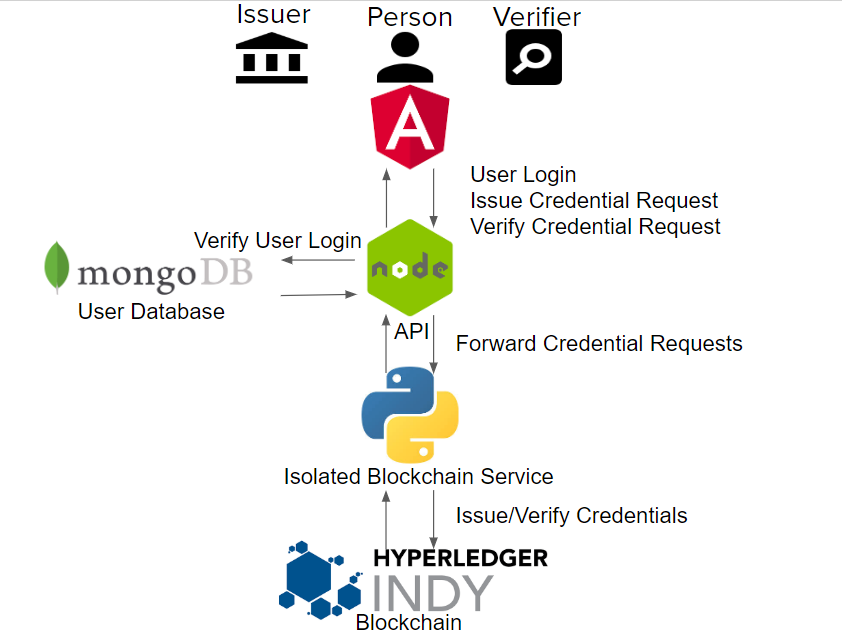 Issuer
Person
Verifier
A
User Login
Issue Credential Request
Verify Credential Request
Verify User Login
mongoDB
User Database
node
API
Forward Credential Requests
Isolated Blockchain Service
Issue/Verify Credentials
HYPERLEDGER
INDY
Blockchain